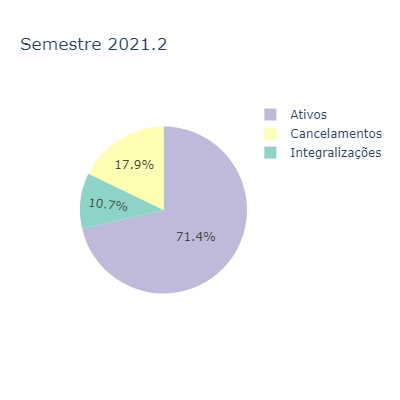 Semestre 2021.2
Ativos
Cancelamentos
Integralizações
17.9%
10.7%
71.4%